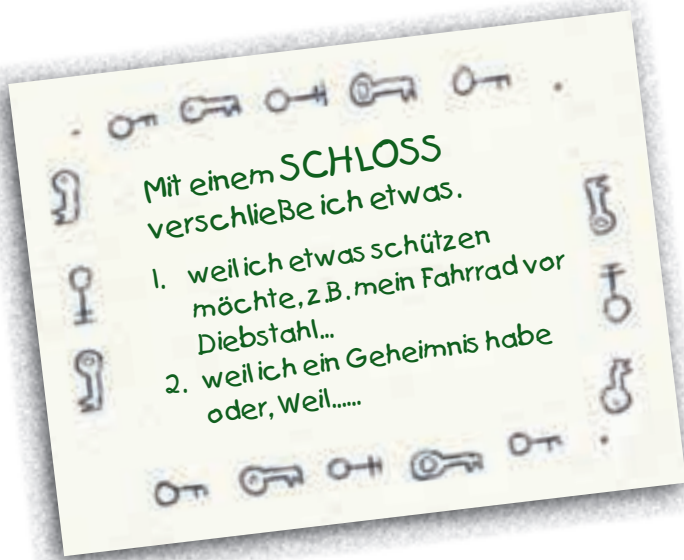 Mit einem SCHLOSS
verschließe ich etwas.
1. weil ich etwas schützen
möchte, z.B. mein Fahrrad vor
Diebstahl...
2. weil ich ein Geheimnis habe
oder, Weil......